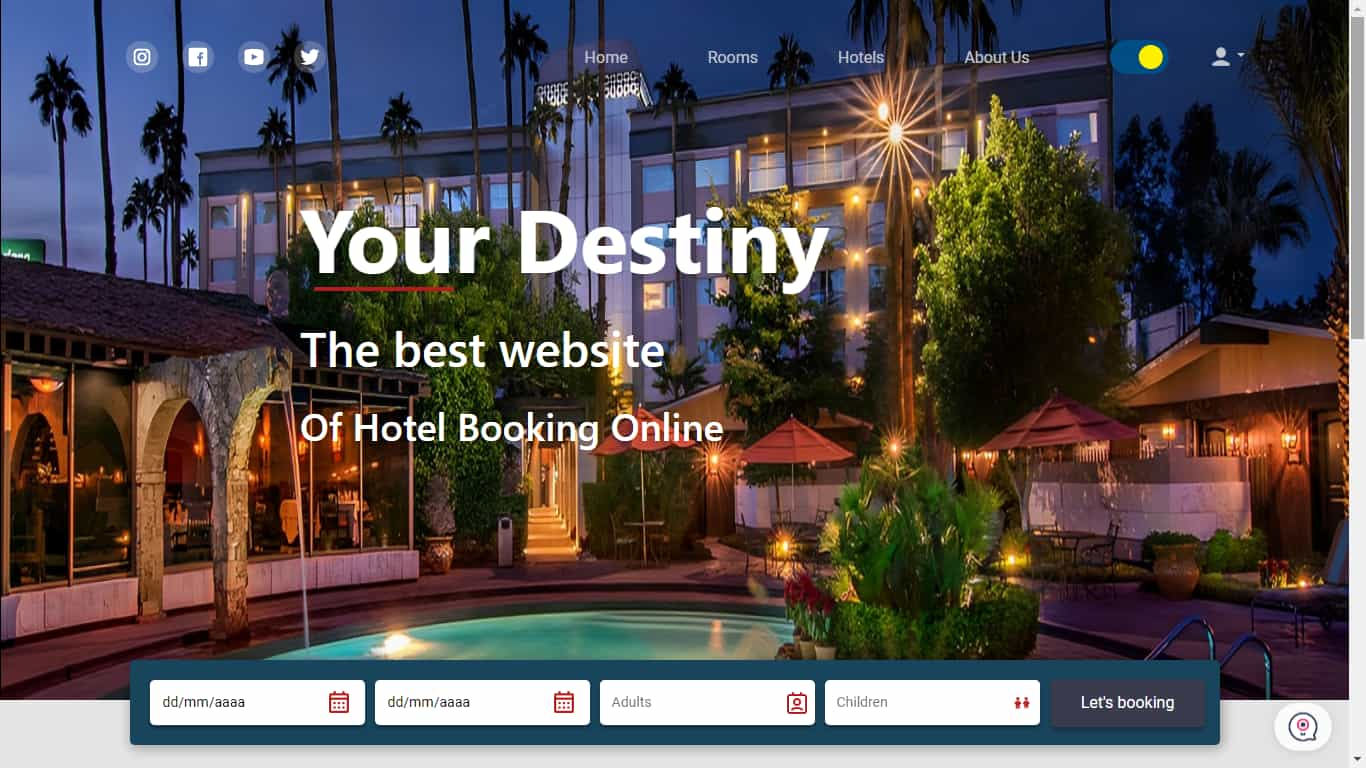 Home
Rooms
Hotels
About Us
Your Destiny
The best website
Of Hotel Booking Online
dd/mm/aaaa
dd/mm/aaaa
Adults
Children
Let's booking